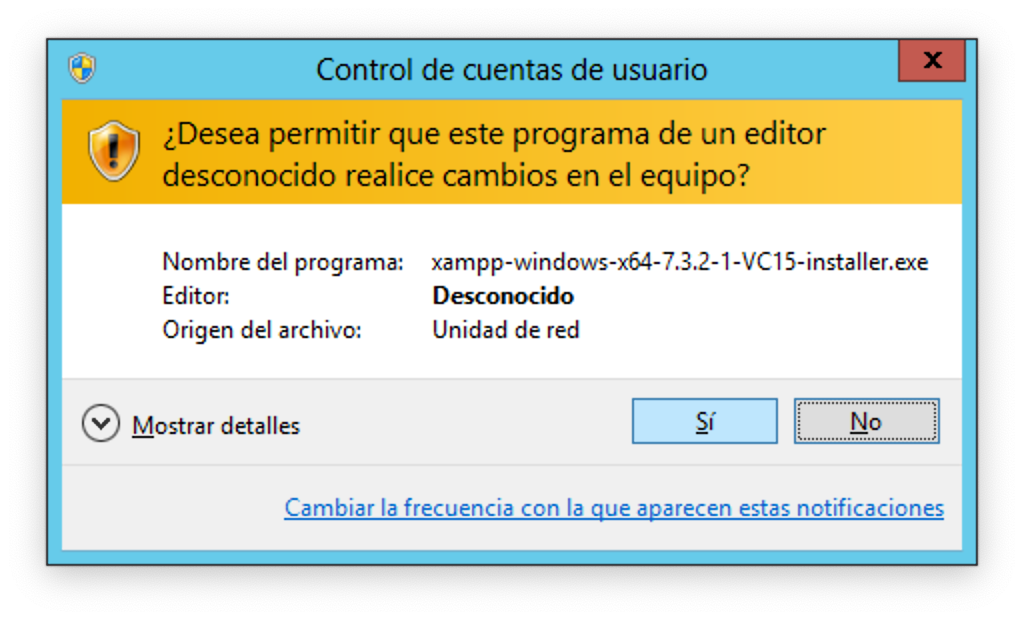 Control de cuentas de usuario
x
¿Desea permitir que este programa de un editor
desconocido realice cambios en el equipo?
Nombre del programa: xampp-windows-x64-7.3.2-1-VC15-installer.exe
Editor: Desconocido
Origen del archivo: Unidad de red
Mostrar detalles
Sí
No
Cambiar la frecuencia con la que aparecen estas notificaciones